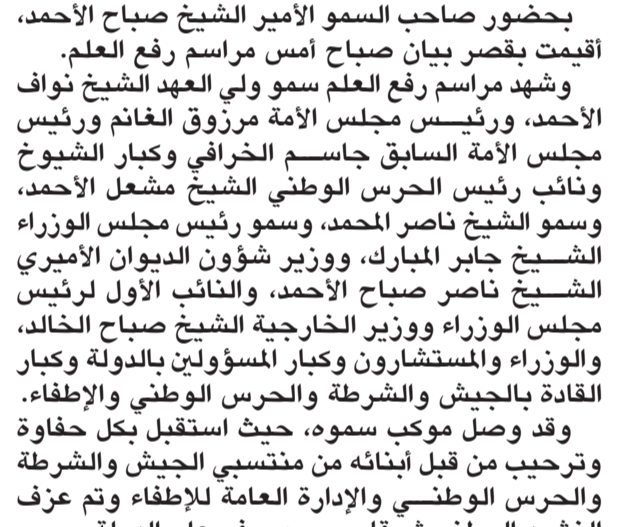 بحضور صاحب السمو الأمير الشيخ صباح الأحمد،
أقيمت بقصر بيان صباح أمس مراسم رفع العلم.
وشهد مراسم رفع العلم سمو ولي العهد الشيخ نواف
الأحمد، ورئيس مجلس الأمة مرزوق الغانم ورئيس
مجلس الأمة السابق جاسم الخرافي وكبار الشيوخ
ونائب رئيس الحرس الوطني الشيخ مشعل الأحمد،
وسمو الشيخ ناصر المحمد، وسمو رئيس مجلس الوزراء
الشيخ جابر المبارك، ووزير شؤون الديوان الأميري
الشيخ ناصر صباح الأحمد، والنائب الأول لرئيس
مجلس الوزراء ووزير الخارجية الشيخ صباح الخالد،
والوزراء والمستشارون وكبار المسؤولين بالدولة وكبار
القادة بالجيش والشرطة والحرس الوطني والإطفاء.
وقد وصل موكب سموه، حيث استقبل بكل حفاوة
وترحيب من قبل أبنائه من منتسبي الجيش والشرطة
والحرس الوطني والإدارة العامة للإطفاء وتم عزف